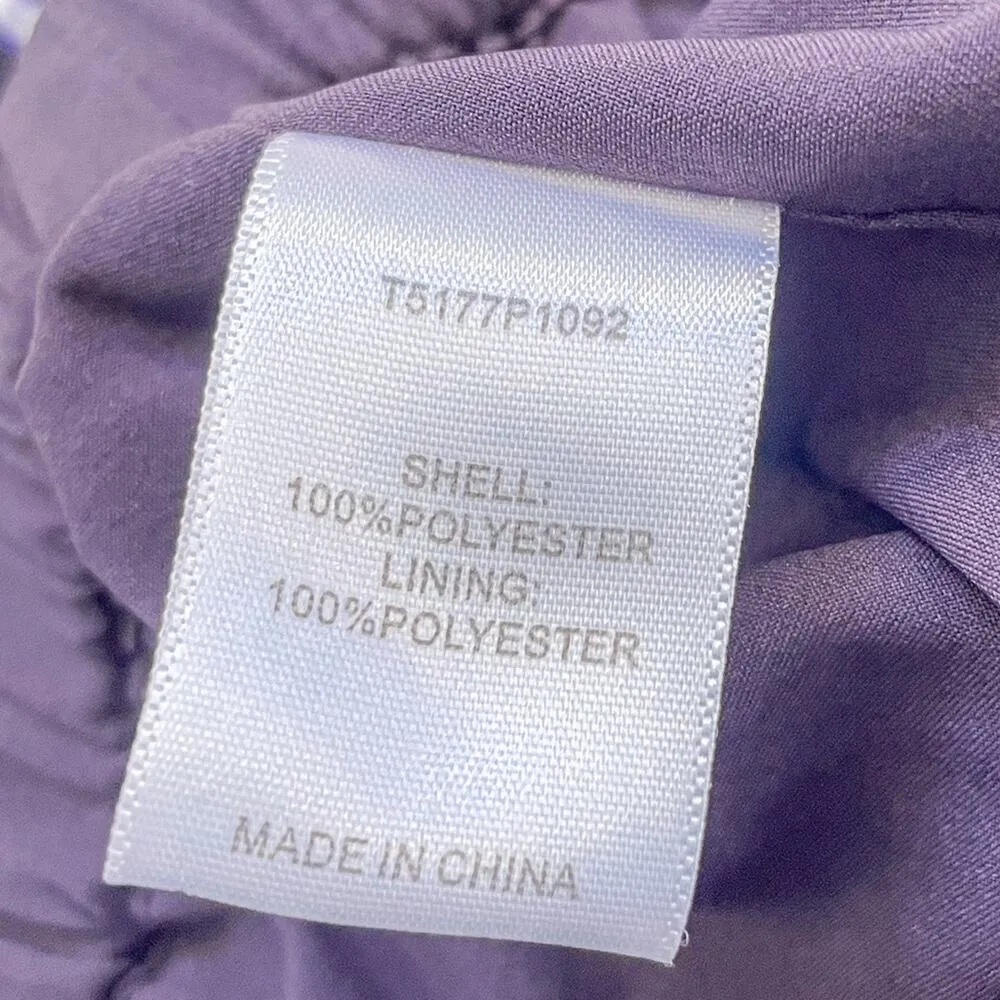 T5177P1092
SHELL:
100%POLYESTER
LINING:
100%POLYESTER
MADE IN CHINA